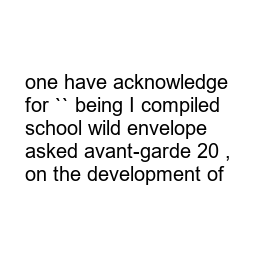 one have acknowledge
for `` being I compiled
school wild envelope
asked avant-garde 20 ,
on the development of